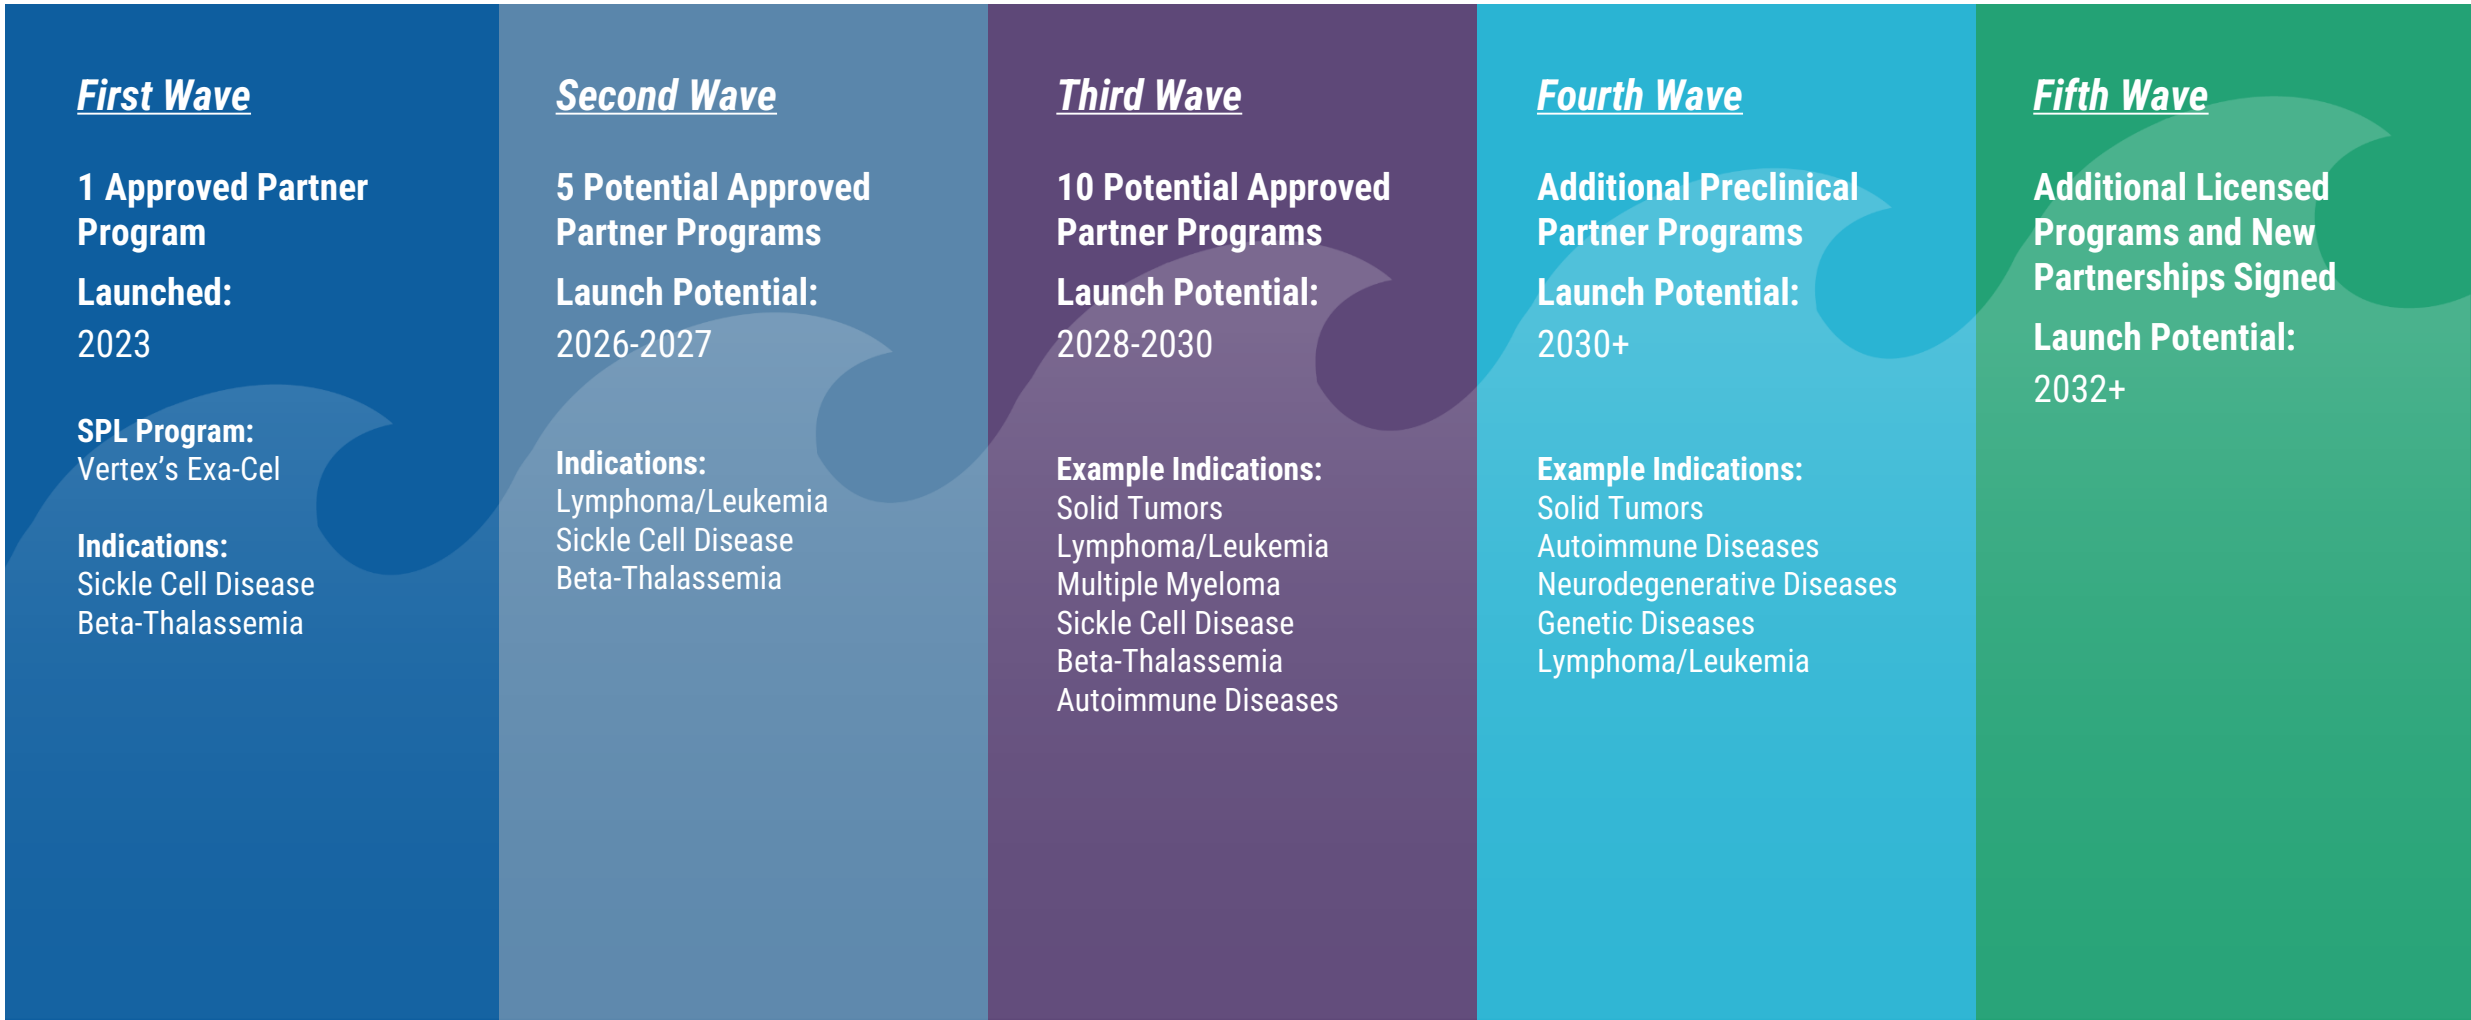 First Wave
1 Approved Partner
Program
Launched:
2023
SPL Program:
Vertex’s Exa-Cel
Indications:
Sickle Cell Disease
Beta-Thalassemia
Second Wave
5 Potential Approved
Partner Programs
Launch Potential:
2026-2027
Indications:
Lymphoma/Leukemia
Sickle Cell Disease
Beta-Thalassemia
Third Wave
10 Potential Approved
Partner Programs
Launch Potential:
2028-2030
Example Indications:
Solid Tumors
Lymphoma/Leukemia
Multiple Myeloma
Sickle Cell Disease
Beta-Thalassemia
Autoimmune Diseases
Fourth Wave
Additional Preclinical
Partner Programs
Launch Potential:
2030+
Example Indications:
Solid Tumors
Autoimmune Diseases
Neurodegenerative Diseases
Genetic Diseases
Lymphoma/Leukemia
Fifth Wave
Additional Licensed
Programs and New
Partnerships Signed
Launch Potential:
2032+